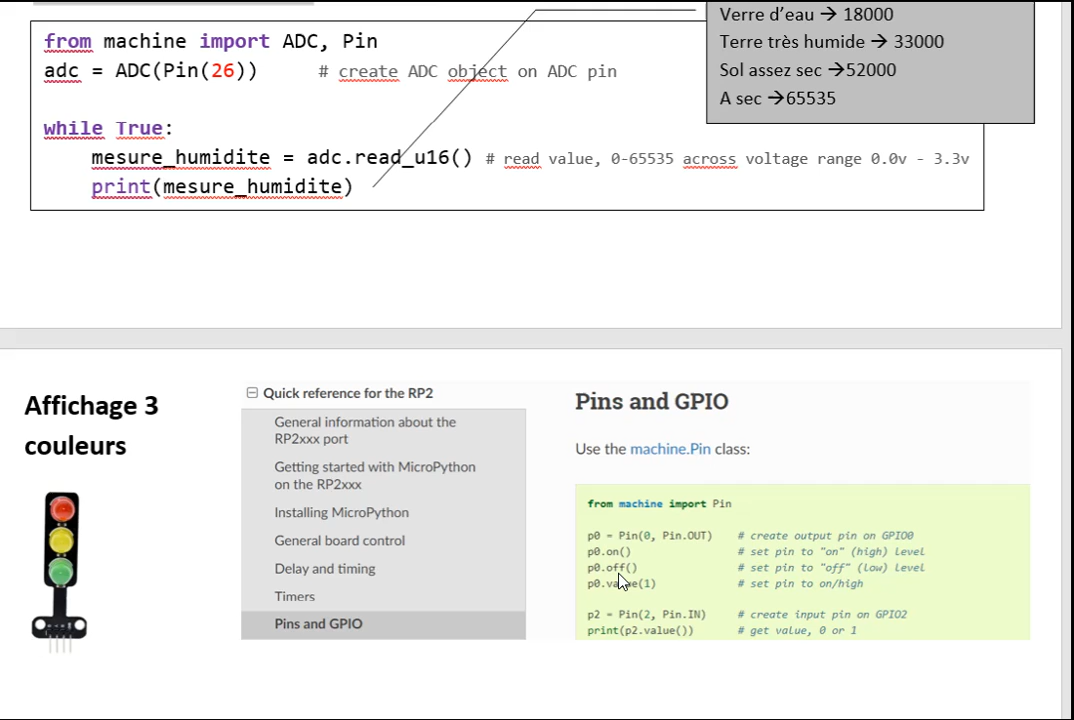 Verre d'eau → 18000
Terre très humide → 33000
Sol assez sec →52000
A sec →65535
from machine import ADC, Pin
adc = ADC(Pin(26)) # create ADC object on ADC pin
while True:
mesure_humidite = adc.read_u16() # read value, 0-65535 across voltage range 0.0v - 3.3v
print(mesure_humidite)
Affichage 3
couleurs
Quick reference for the RP2
General information about the
RP2xxx port
Getting started with MicroPython
on the RP2xxx
Installing MicroPython
General board control
Delay and timing
Timers
Pins and GPIO
Pins and GPIO
Use the machine.Pin class:
from machine import Pin
p0 = Pin(0, Pin.OUT) # create output pin on GPIO0
p0.on() # set pin to "on" (high) level
p0.off() # set pin to "off" (low) level
p0.value(1) # set pin to on/high
p2 = Pin(2, Pin.IN) # create input pin on GPIO2
print(p2.value()) # get value, 0 or 1